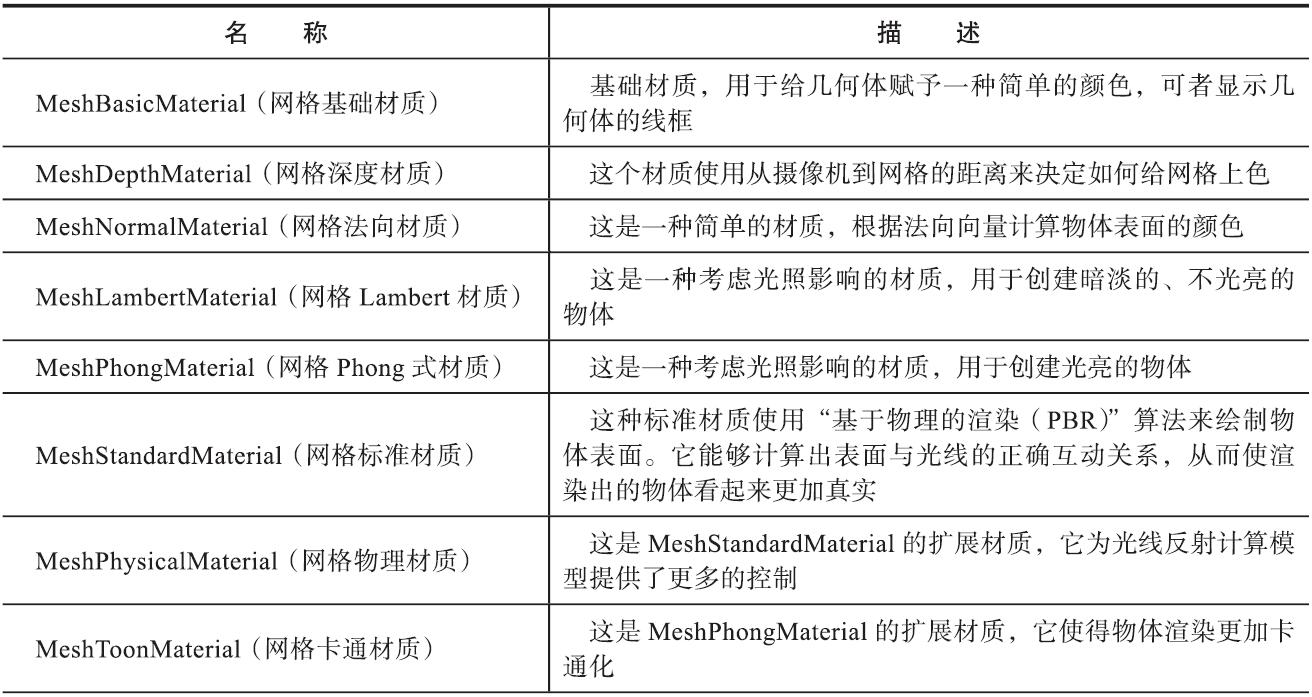 名 称 描 述
MeshBasicMaterial（网格基础材质） 基础材质，用于给几何体赋予一种简单的颜色，可者显示几
何体的线框
MeshDepthMaterial（网格深度材质） 这个材质使用从摄像机到网格的距离来决定如何给网格上色
MeshNormalMaterial（网格法向材质） 这是一种简单的材质，根据法向向量计算物体表面的颜色
MeshLambertMaterial（网格 Lambert 材质） 这是一种考虑光照影响的材质，用于创建暗淡的、不光亮的
物体
MeshPhongMaterial（网格 Phong 式材质） 这是一种考虑光照影响的材质，用于创建光亮的物体
MeshStandardMaterial（网格标准材质） 这种标准材质使用“基于物理的渲染（PBR）”算法来绘制物
体表面。它能够计算出表面与光线的正确互动关系，从而使渲
染出的物体看起来更加真实
MeshPhysicalMaterial（网格物理材质） 这是 MeshStandardMaterial 的扩展材质，它为光线反射计算模
型提供了更多的控制
MeshToonMaterial（网格卡通材质） 这是 MeshPhongMaterial 的扩展材质，它使得物体渲染更加卡
通化